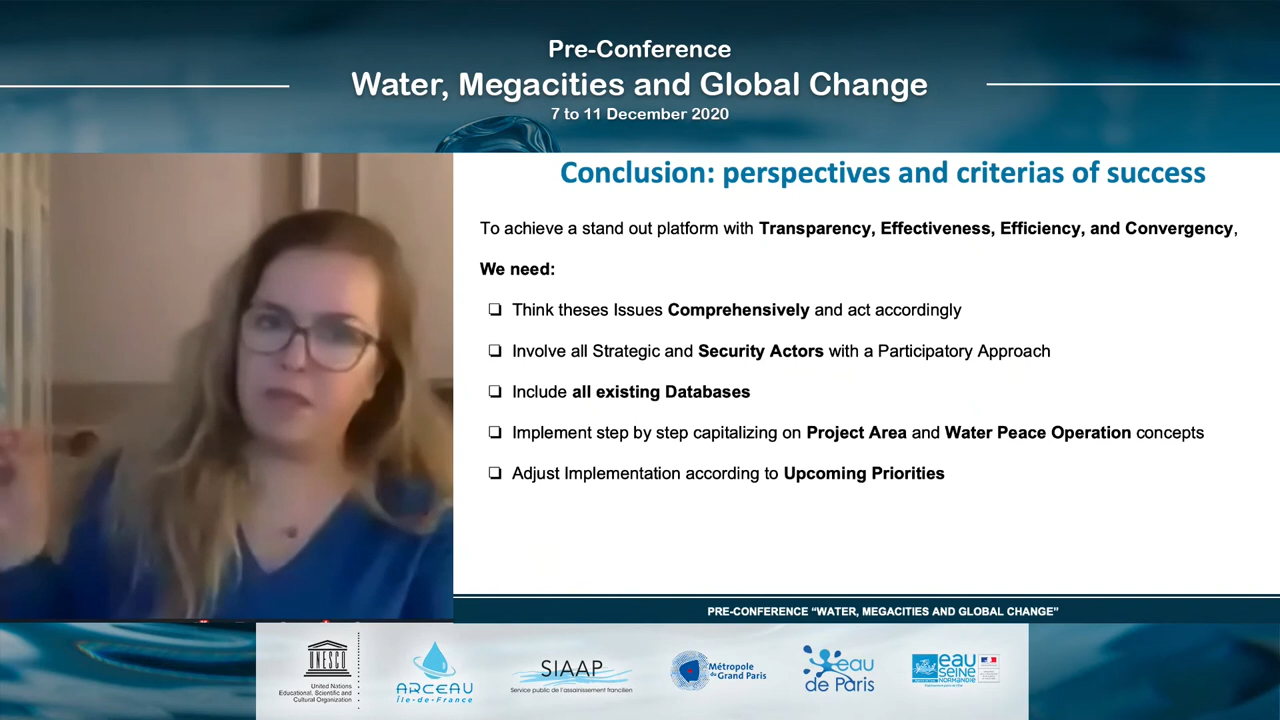 Pre-Conference
Water, Megacities and Global Change
7 to 11 December 2020
Conclusion: perspectives and criterias of success
To achieve a stand out platform with Transparency, Effectiveness, Efficiency, and Convergency,
We need:
❏ Think theses Issues Comprehensively and act accordingly
❏ Involve all Strategic and Security Actors with a Participatory Approach
❏ Include all existing Databases
❏ Implement step by step capitalizing on Project Area and Water Peace Operation concepts
❏ Adjust Implementation according to Upcoming Priorities
PRE-CONFERENCE “WATER, MEGACITIES AND GLOBAL CHANGE”
UNESCO
United Nations
Educational, Scientific and
Cultural Organization
ARCEAU
Île-de-France
SIAAP
Service public de l'assainissement francilien
Métropole
du Grand Paris
eau
de Paris
eau
SEINE
NORMANDIE